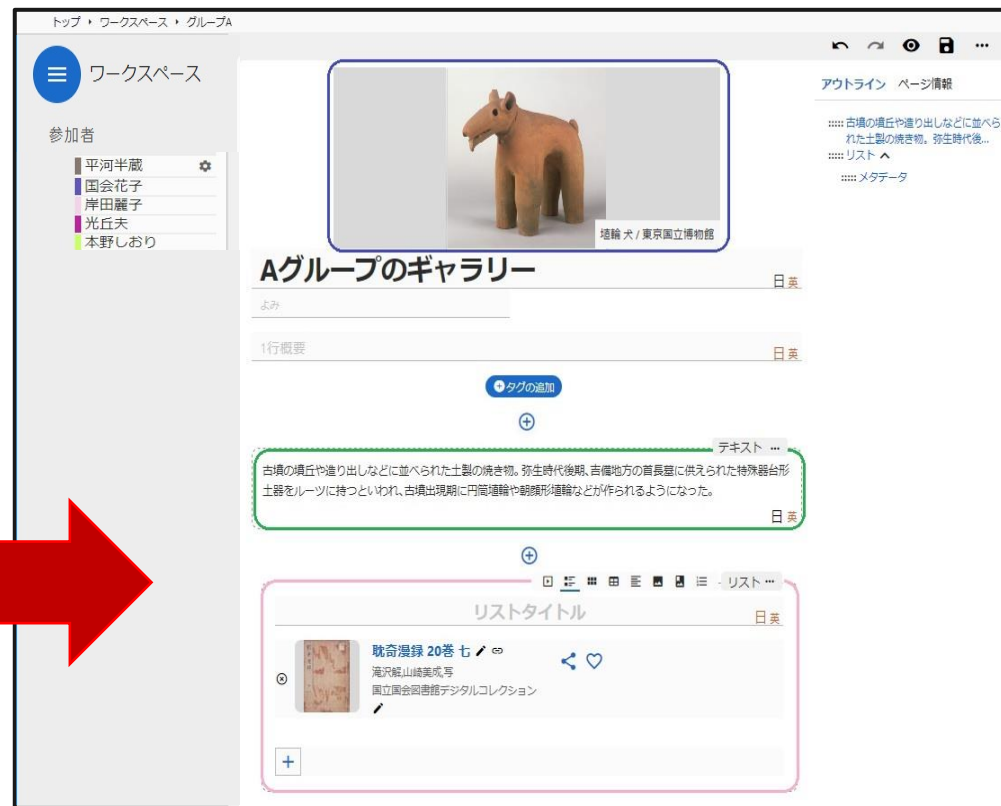 トップ ・ ワークスペース ・ グループA
ワークスペース
参加者
平河半蔵
国会花子
岸田麗子
光丘夫
本野しおり
埴輪 犬 / 東京国立博物館
Aグループのギャラリー
日英
よみ
1行概要
日英
タグの追加
テキスト …
古墳の墳丘や造り出しなどに並べられた土製の焼き物。弥生時代後期、吉備地方の首長墓に供えられた特殊器台形
土器をルーツに持つといわれ、古墳出現期に円筒埴輪や朝顔形埴輪などが作られるようになった。
日英
リスト …
リストタイトル
日英
耽奇漫録 20巻 七
滝沢解,山崎美成,写
国立国会図書館デジタルコレクション
アウトライン ページ情報
古墳の墳丘や造り出しなどに並べら
れた土製の焼き物。弥生時代後...
リスト
メタデータ